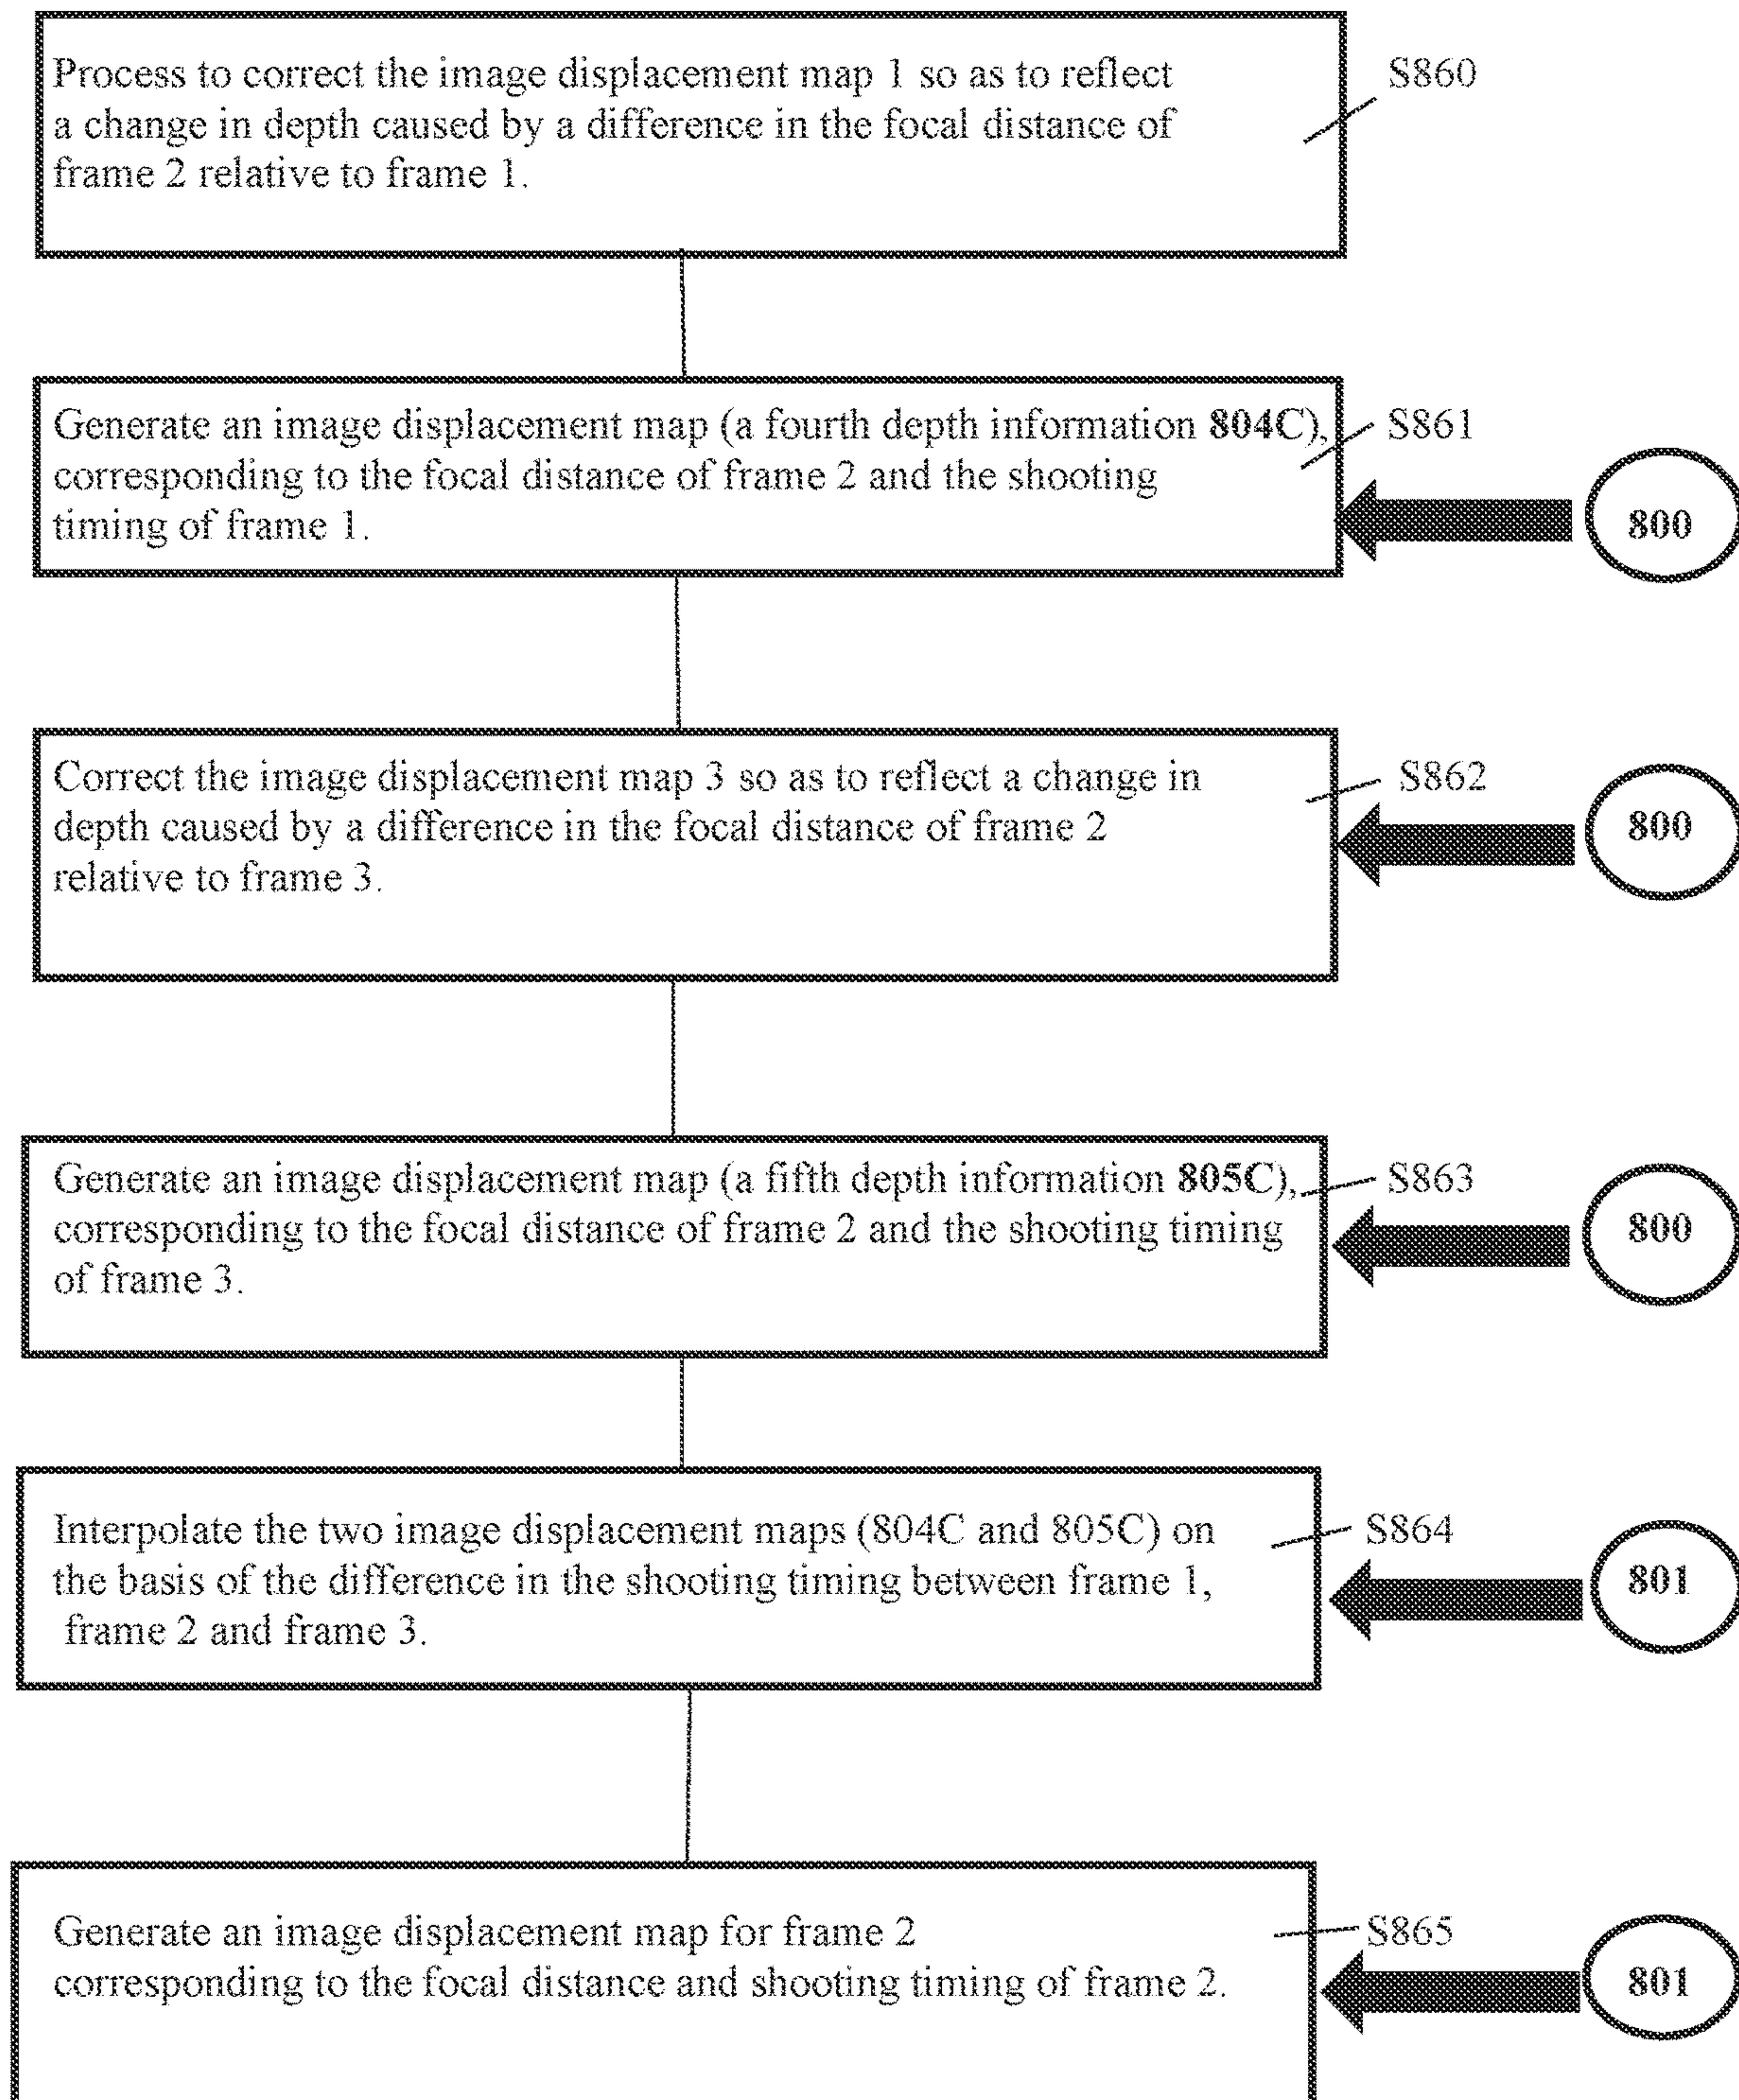 Process to correct the image displacement map 1 so as to reflect
a change in depth caused by a difference in the focal distance of
frame 2 relative to frame 1.
S860
Generate an image displacement map (a fourth depth information 804C),
corresponding to the focal distance of frame 2 and the shooting
timing of frame 1.
S861
800
Correct the image displacement map 3 so as to reflect a change in
depth caused by a difference in the focal distance of frame 2
relative to frame 3.
S862
800
Generate an image displacement map (a fifth depth information 805C),
corresponding to the focal distance of frame 2 and the shooting timing
of frame 3.
S863
800
Interpolate the two image displacement maps (804C and 805C) on
the basis of the difference in the shooting timing between frame 1,
frame 2 and frame 3.
S864
801
Generate an image displacement map for frame 2
corresponding to the focal distance and shooting timing of frame 2.
S865
801